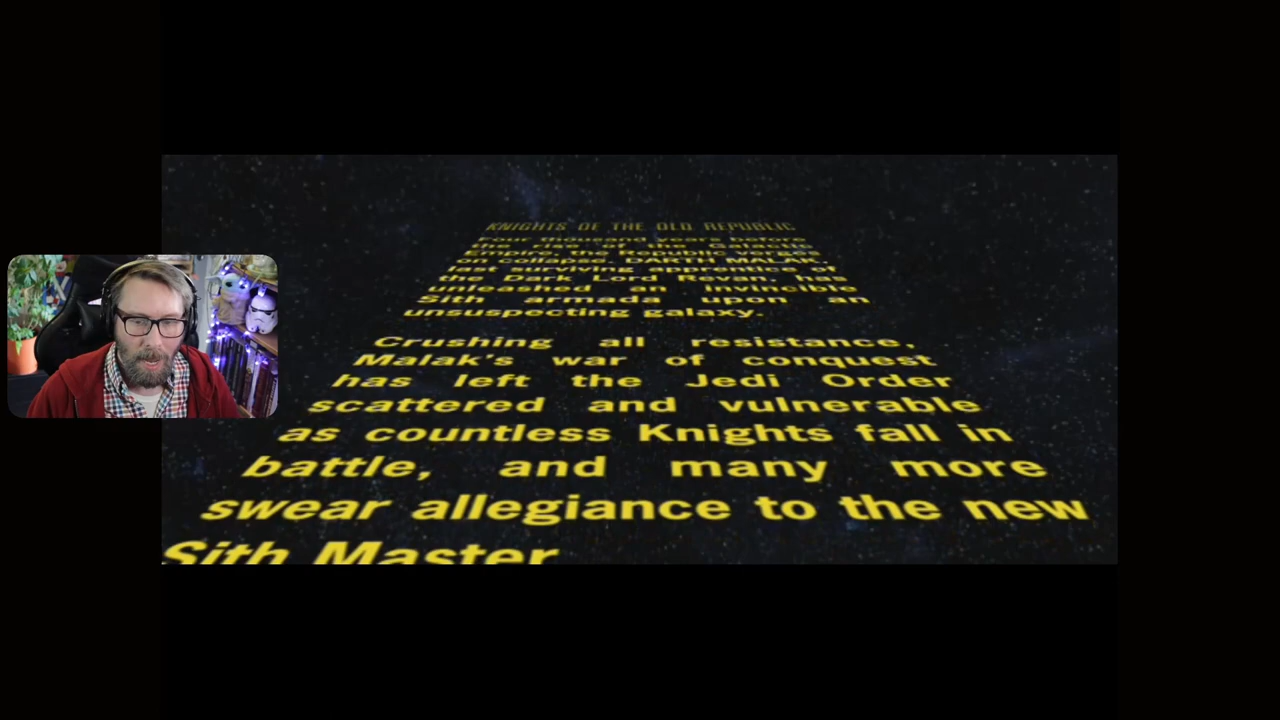 KNIGHTS OF THE OLD REPUBLIC
Four thousand years before
the rise of the Galactic
Empire, the Republic verges
on collapse. DARTH MALAK,
last surviving apprentice of
the Dark Lord Revan, has
unleashed an invincible
Sith armada upon an
unsuspecting galaxy.
Crushing all resistance,
Malak's war of conquest
has left the Jedi Order
scattered and vulnerable
as countless Knights fall in
battle, and many more
swear allegiance to the new
Sith Master